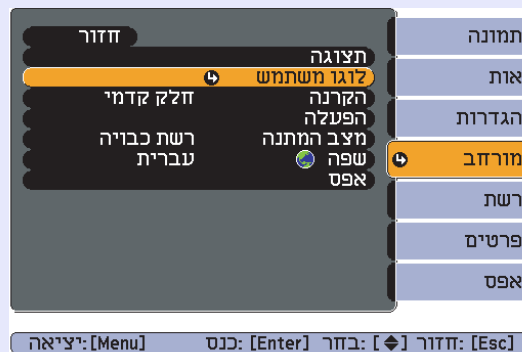 תמונה
אות
הגדרות
מורחב
רשת
פרטים
אפס
חזור
תצוגה
לוגו משתמש
הקרנה חלק קדמי
הפעלה
מצב המתנה רשת כבויה
שפה עברית
אפס
[Esc] :חזור [♦] :בחר [Enter] :כנס [Menu]:יציאה